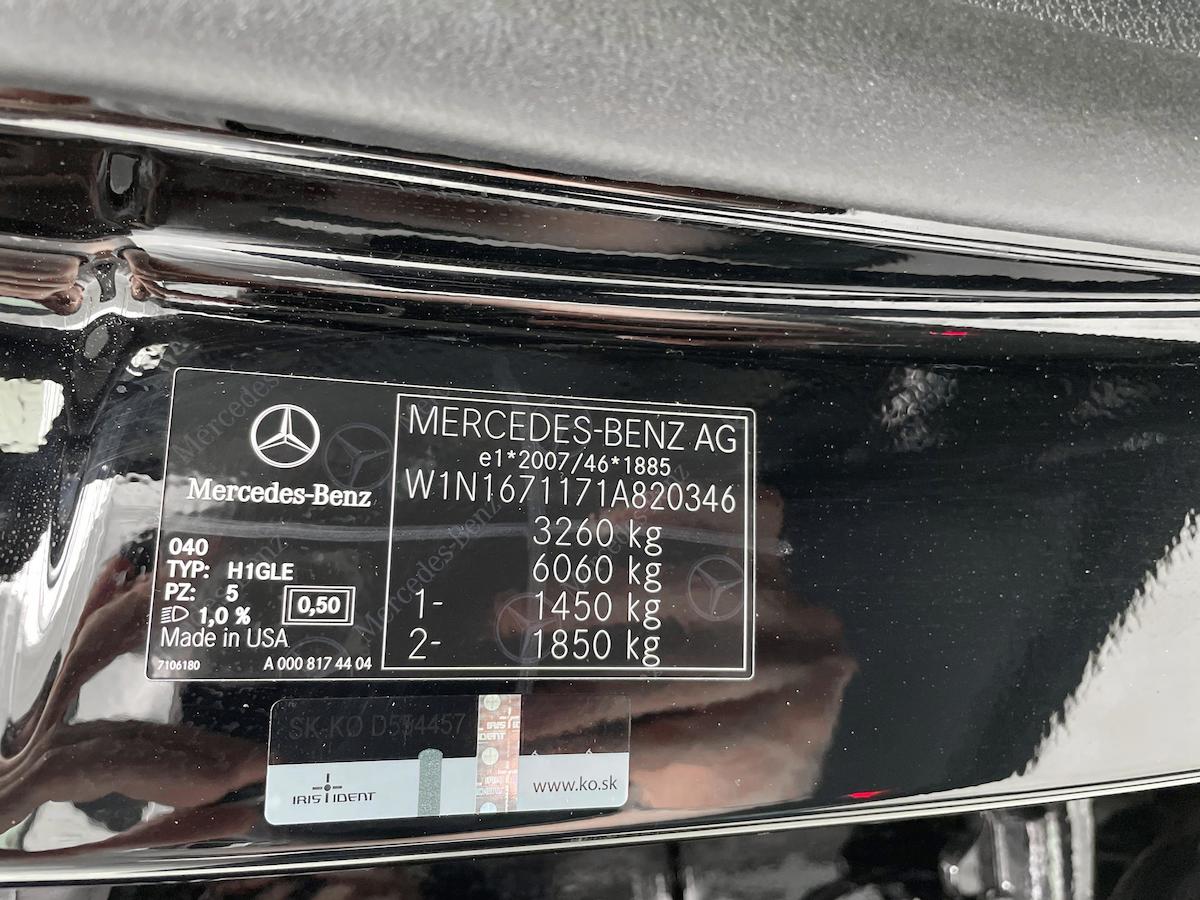 Mercedes-Benz
040
TYP: H1GLE
PZ: 5
1,0 %
0,50
Made in USA
7106180
A 000 817 44 04
MERCEDES-BENZ AG
e1*2007/46*1885
W1N1671171A820346
3260 kg
6060 kg
1- 1450 kg
2- 1850 kg
IRIS IDENT
www.ko.sk